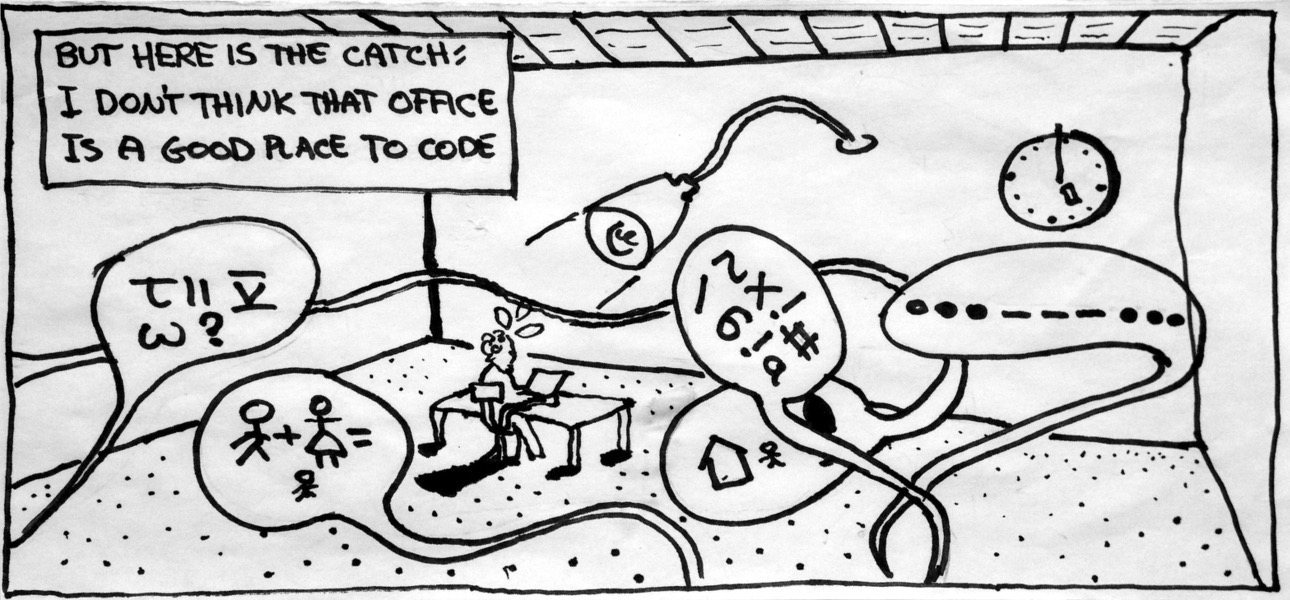 BUT HERE IS THE CATCH:
I DON'T THINK THAT OFFICE
IS A GOOD PLACE TO CODE